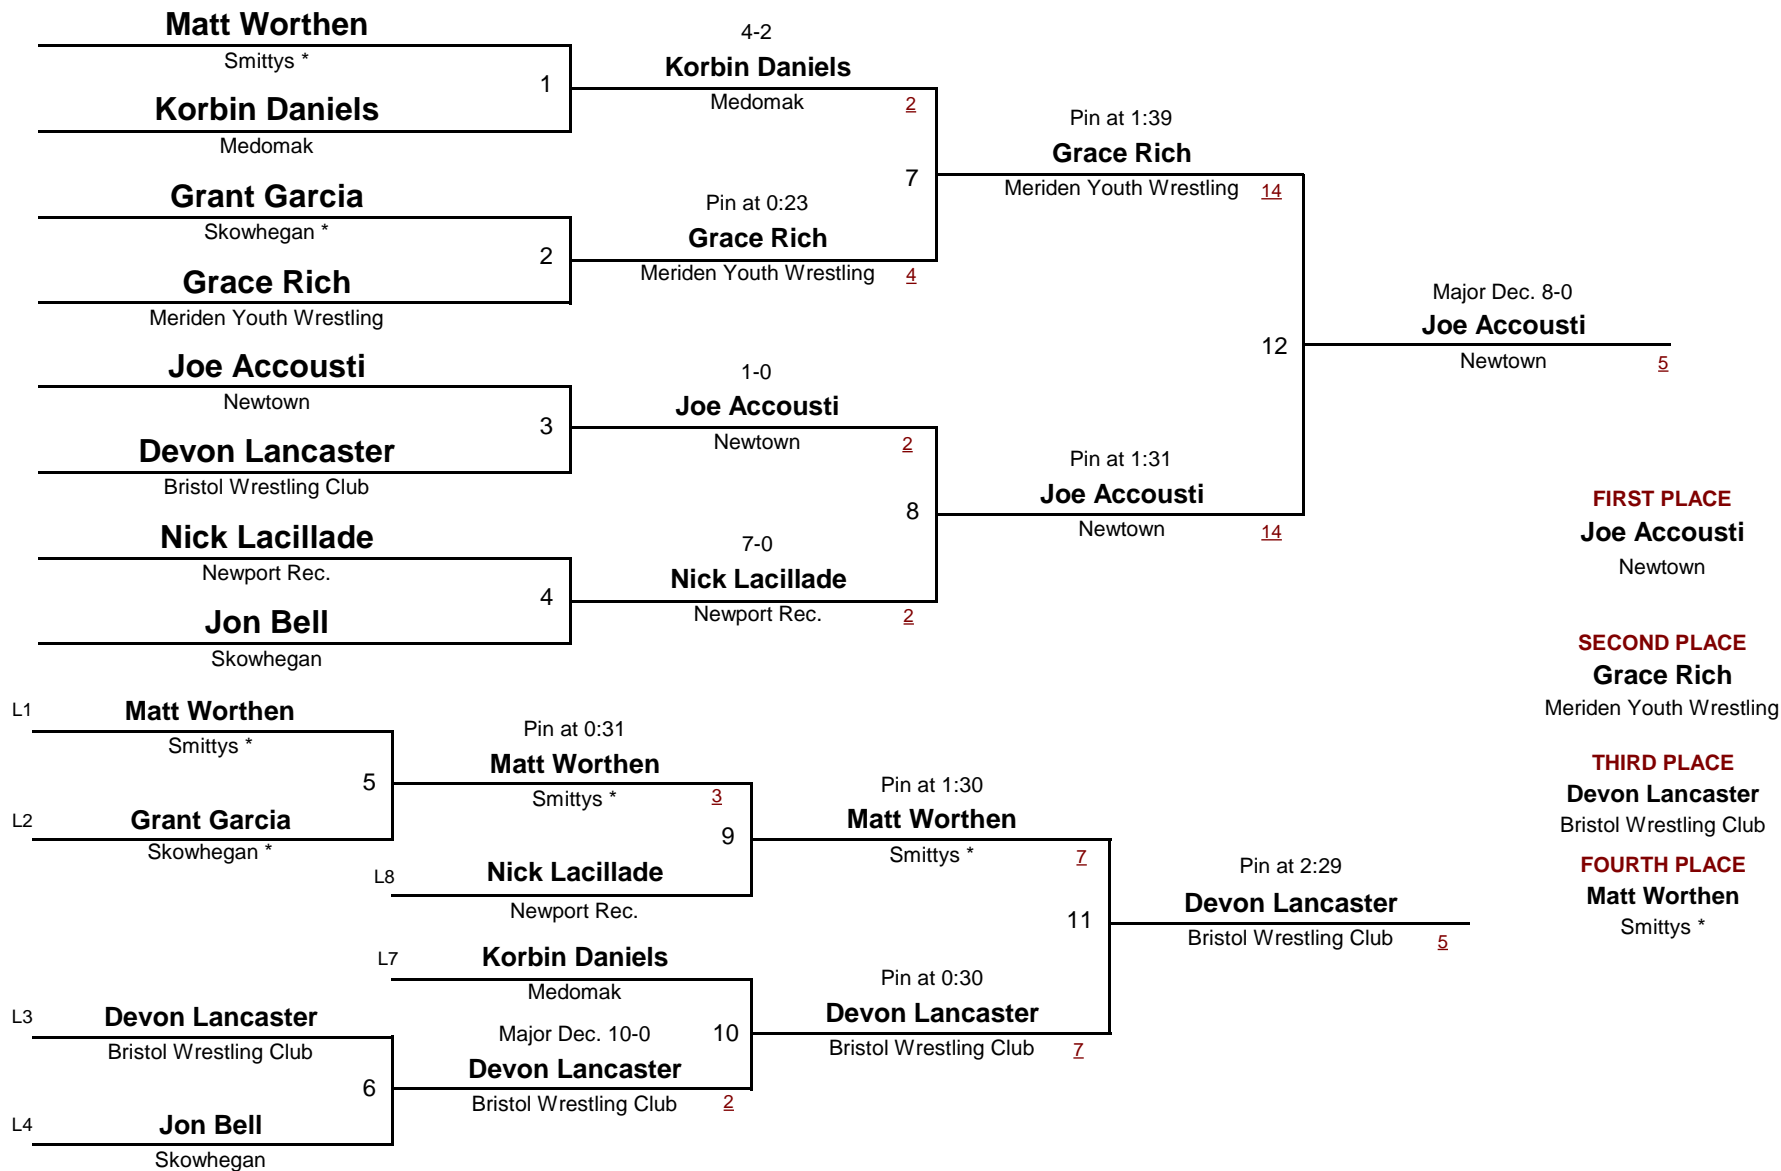 Matt Worthen
Smittys *
1
Korbin Daniels
Medomak
Grant Garcia
Skowhegan *
2
Grace Rich
Meriden Youth Wrestling
Joe Accousti
Newtown
3
Devon Lancaster
Bristol Wrestling Club
Nick Lacillade
Newport Rec.
4
Jon Bell
Skowhegan
4-2
Korbin Daniels
Medomak 2
7
Pin at 0:23
Grace Rich
Meriden Youth Wrestling 4
1-0
Joe Accousti
Newtown 2
8
7-0
Nick Lacillade
Newport Rec. 2
Pin at 1:39
Grace Rich
Meriden Youth Wrestling 14
12
Pin at 1:31
Joe Accousti
Newtown 14
Major Dec. 8-0
Joe Accousti
Newtown 5
FIRST PLACE
Joe Accousti
Newtown
SECOND PLACE
Grace Rich
Meriden Youth Wrestling
THIRD PLACE
Devon Lancaster
Bristol Wrestling Club
FOURTH PLACE
Matt Worthen
Smittys *
L1 Matt Worthen
Smittys *
5
L2 Grant Garcia
Skowhegan *
L3 Devon Lancaster
Bristol Wrestling Club
6
L4 Jon Bell
Skowhegan
Pin at 0:31
Matt Worthen
Smittys * 3
9
L8 Nick Lacillade
Newport Rec.
L7 Korbin Daniels
Medomak
10
Major Dec. 10-0
Devon Lancaster
Bristol Wrestling Club 2
Pin at 1:30
Matt Worthen
Smittys * 7
11
Pin at 0:30
Devon Lancaster
Bristol Wrestling Club 7
Pin at 2:29
Devon Lancaster
Bristol Wrestling Club 5